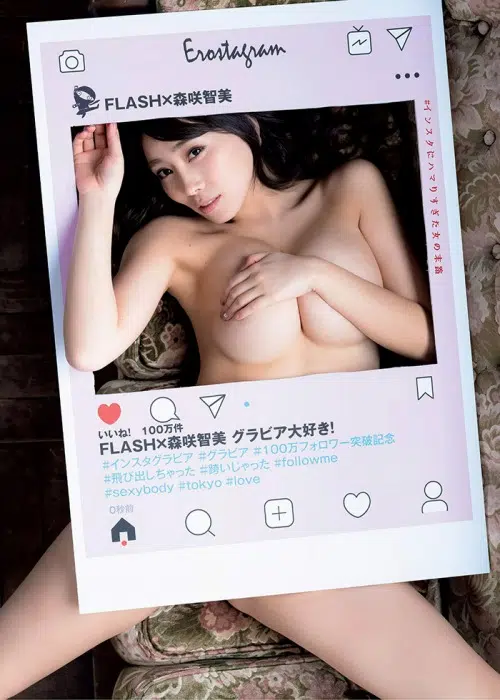 Erostagram
FLASH×森咲智美
#インスタにハマりすぎた女の末裔
いいね! 100万件
FLASH×森咲智美 グラビア大好き!
#インスタグラビア #グラビア #100万フォロワー突破記念
#飛び出しちゃった #跨いじゃった #followme
#sexybody #tokyo #love
0秒前